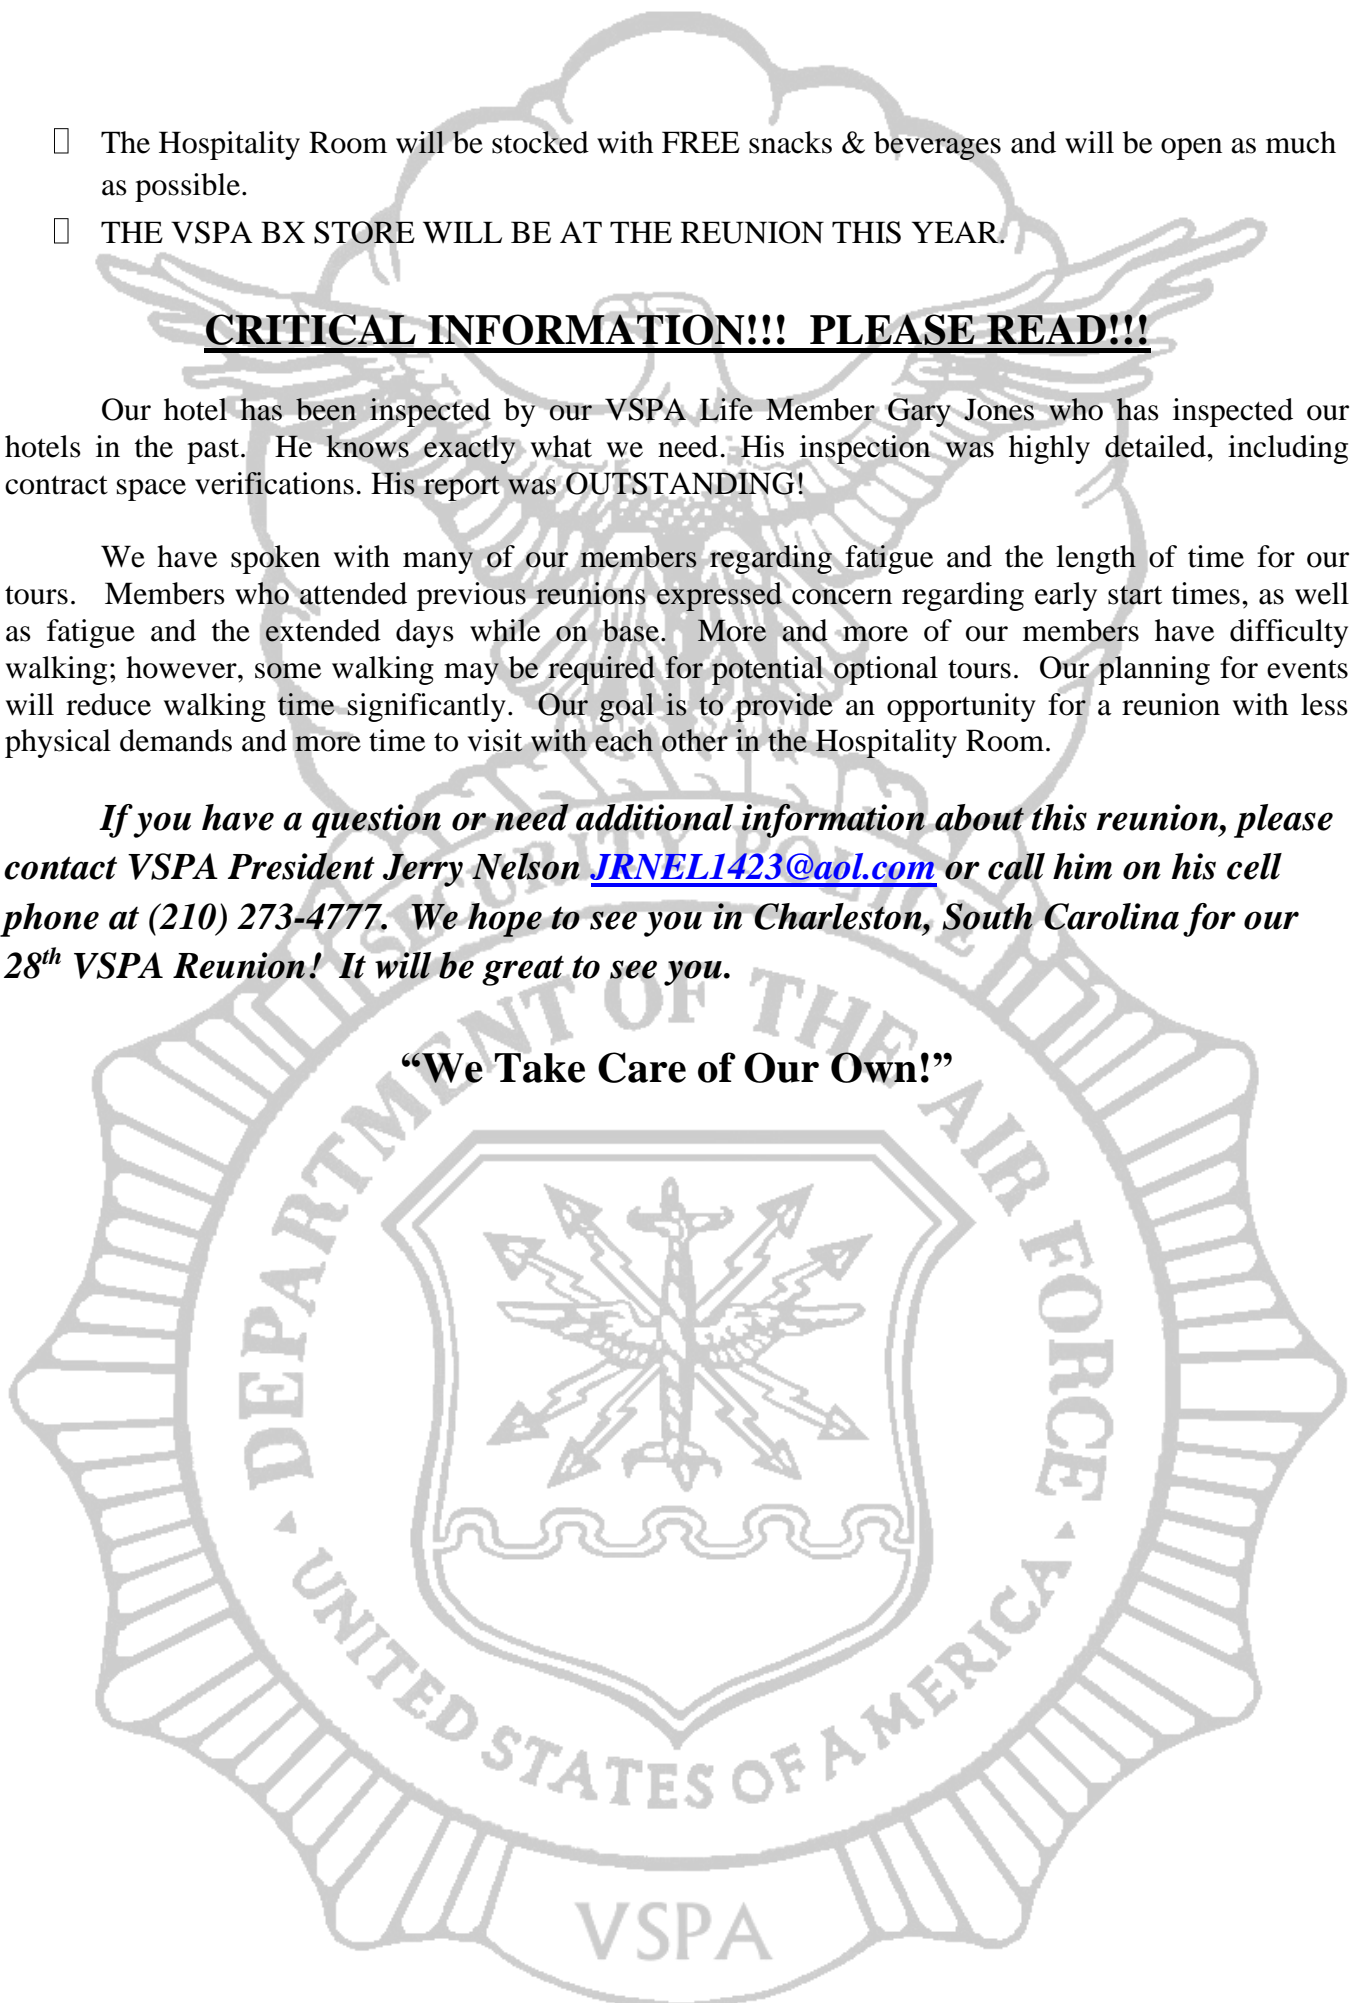 The Hospitality Room will be stocked with FREE snacks & beverages and will be open as much
as possible.
THE VSPA BX STORE WILL BE AT THE REUNION THIS YEAR.
CRITICAL INFORMATION!!! PLEASE READ!!!
Our hotel has been inspected by our VSPA Life Member Gary Jones who has inspected our
hotels in the past. He knows exactly what we need. His inspection was highly detailed, including
contract space verifications. His report was OUTSTANDING!
We have spoken with many of our members regarding fatigue and the length of time for our
tours. Members who attended previous reunions expressed concern regarding early start times, as well
as fatigue and the extended days while on base. More and more of our members have difficulty
walking; however, some walking may be required for potential optional tours. Our planning for events
will reduce walking time significantly. Our goal is to provide an opportunity for a reunion with less
physical demands and more time to visit with each other in the Hospitality Room.
If you have a question or need additional information about this reunion, please
contact VSPA President Jerry Nelson JRNEL1423@aol.com or call him on his cell
phone at (210) 273-4777. We hope to see you in Charleston, South Carolina for our
28th VSPA Reunion! It will be great to see you.
“We Take Care of Our Own!”
SECURITY POLICE
DEPARTMENT OF THE AIR FORCE
UNITED STATES OF AMERICA
VSPA